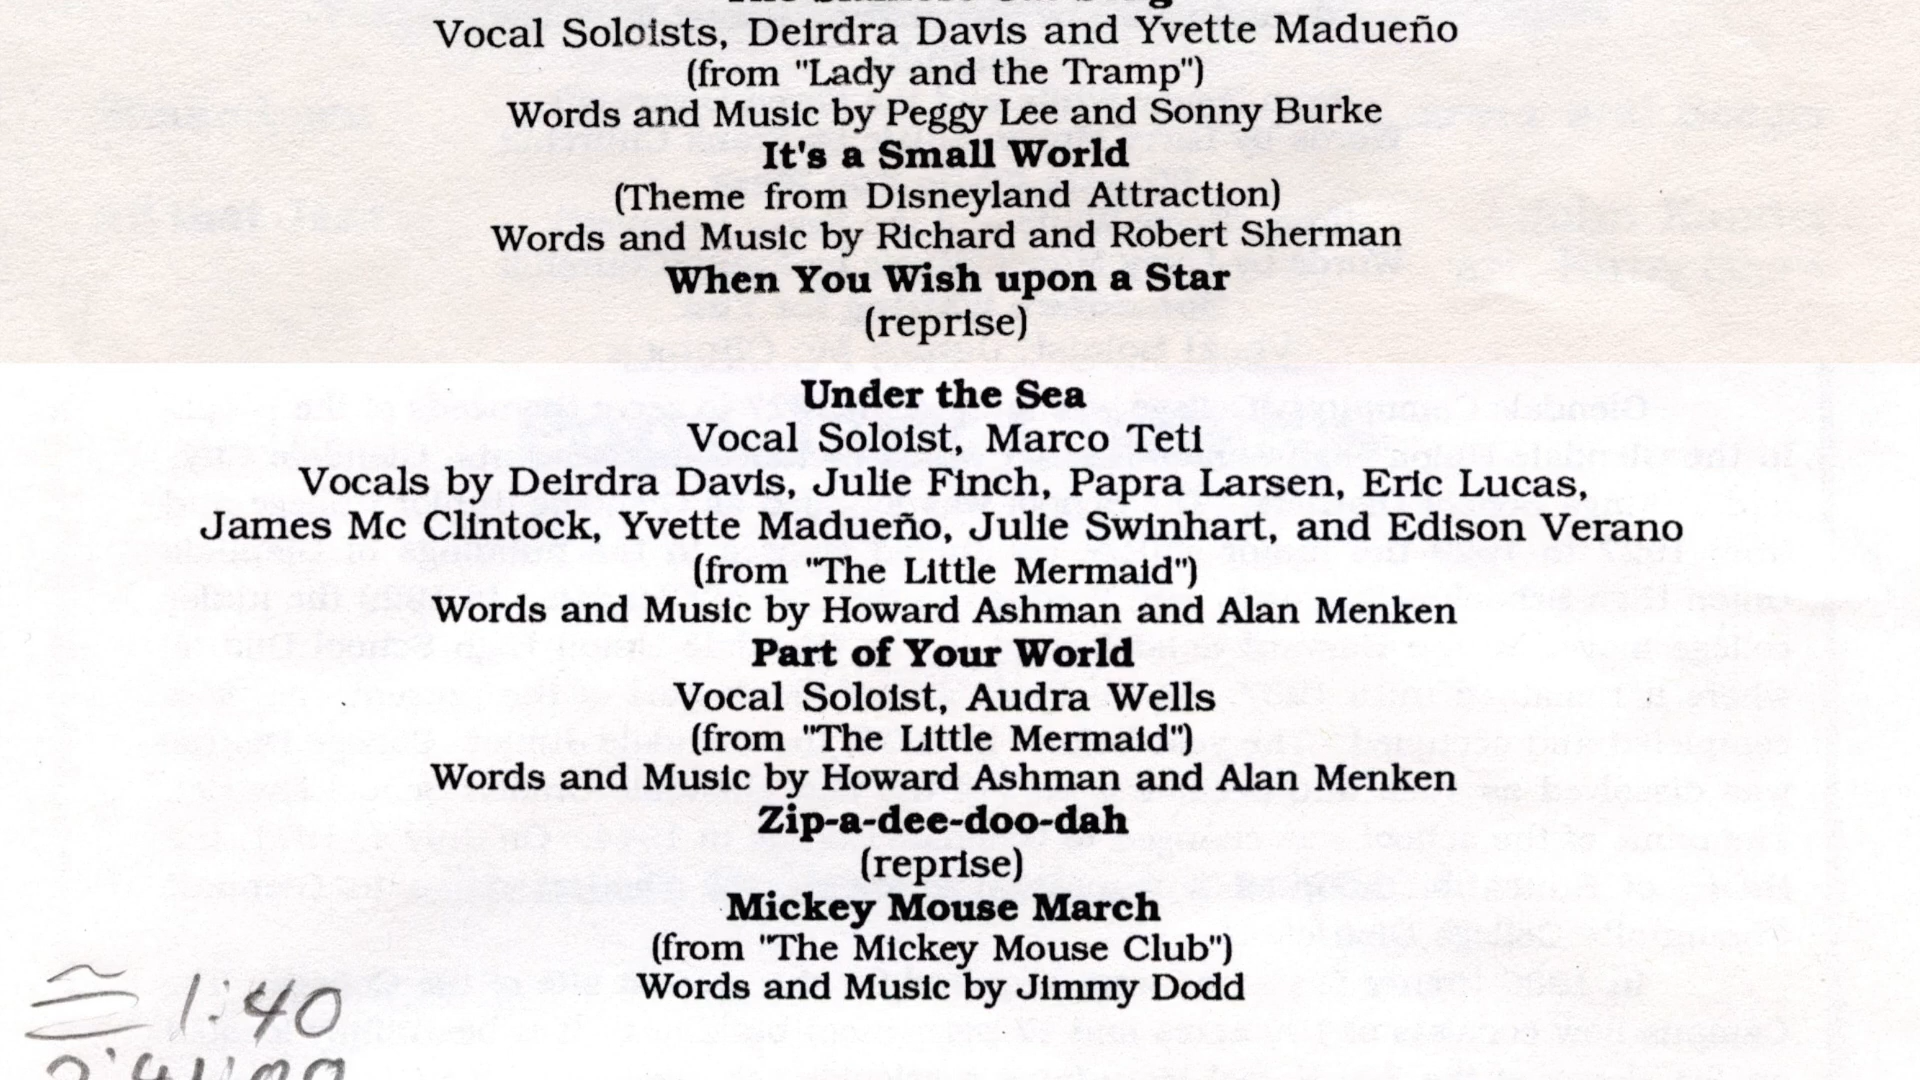 Vocal Soloists, Deirdra Davis and Yvette Madueño
(from "Lady and the Tramp")
Words and Music by Peggy Lee and Sonny Burke
It's a Small World
(Theme from Disneyland Attraction)
Words and Music by Richard and Robert Sherman
When You Wish upon a Star
(reprise)
Under the Sea
Vocal Soloist, Marco Teti
Vocals by Deirdra Davis, Julie Finch, Papra Larsen, Eric Lucas,
James Mc Clintock, Yvette Madueño, Julie Swinhart, and Edison Verano
(from "The Little Mermaid")
Words and Music by Howard Ashman and Alan Menken
Part of Your World
Vocal Soloist, Audra Wells
(from "The Little Mermaid")
Words and Music by Howard Ashman and Alan Menken
Zip-a-dee-doo-dah
(reprise)
Mickey Mouse March
(from "The Mickey Mouse Club")
Words and Music by Jimmy Dodd
≅ 1:40